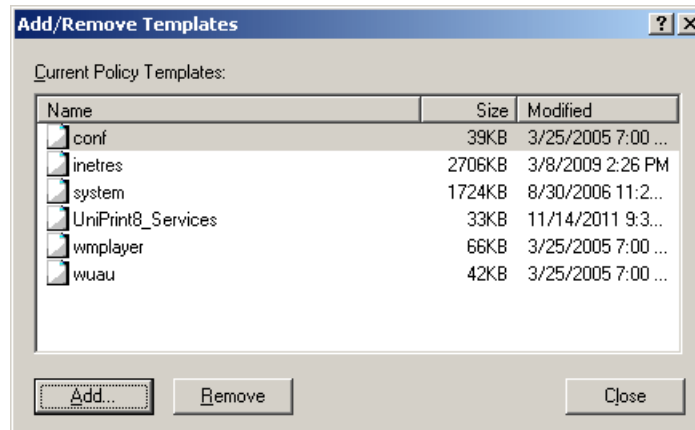 Add/Remove Templates
Current Policy Templates:
Name Size Modified
conf 39KB 3/25/2005 7:00 ...
inetres 2706KB 3/8/2009 2:26 PM
system 1724KB 8/30/2006 11:2...
UniPrint8_Services 33KB 11/14/2011 9:3...
wmplayer 66KB 3/25/2005 7:00 ...
wuau 42KB 3/25/2005 7:00 ...
Add... Remove Close